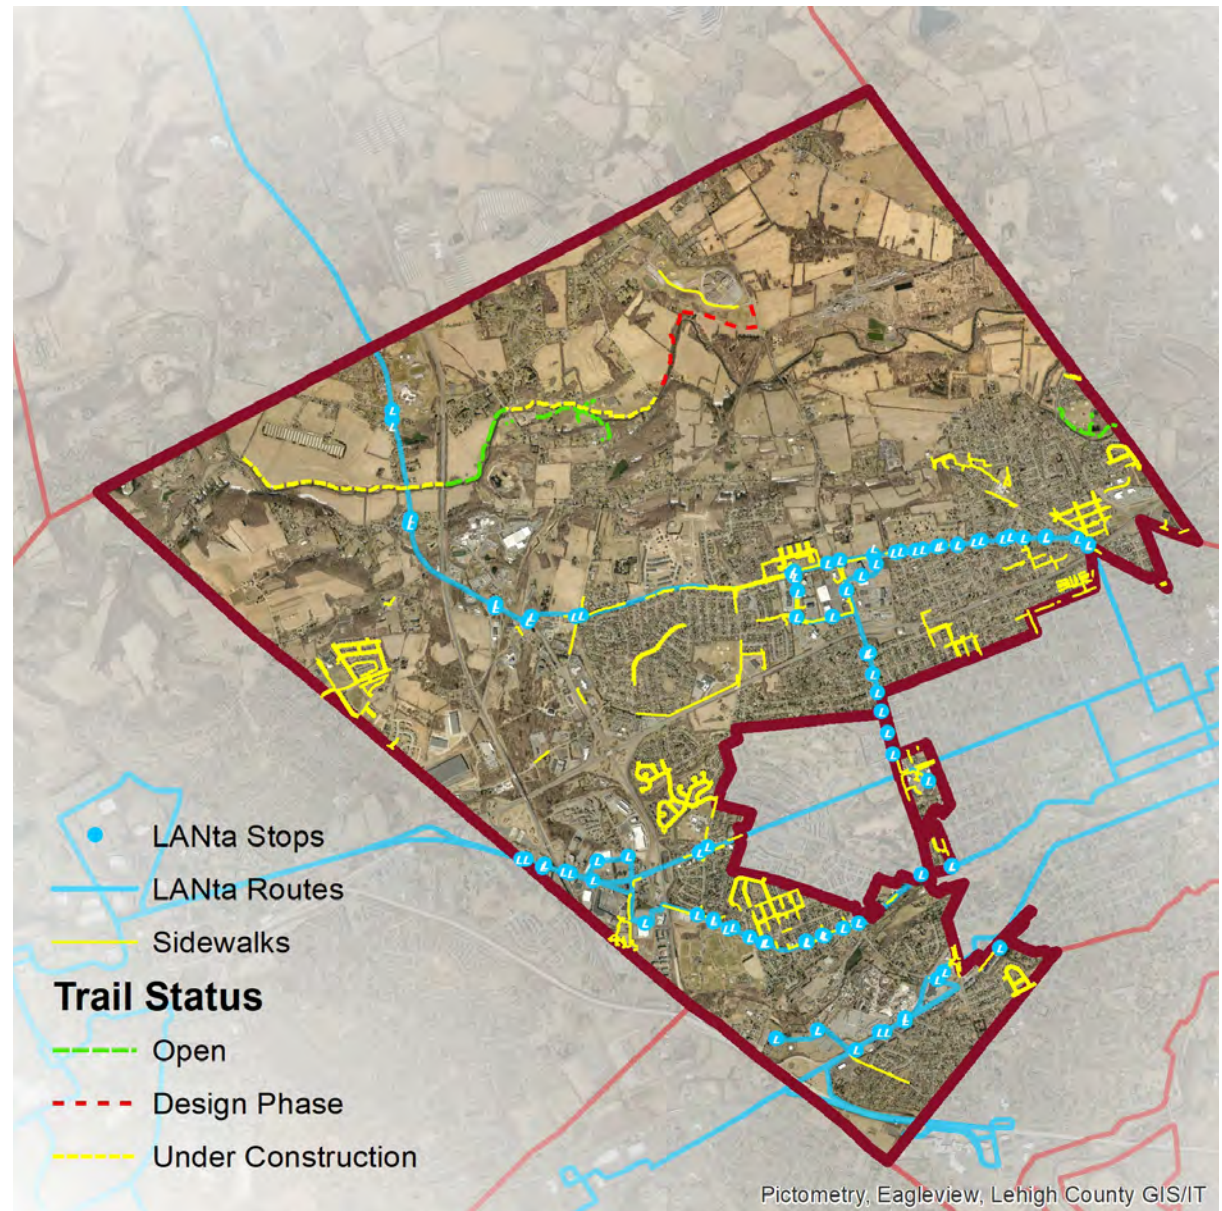 LANta Stops
LANta Routes
Sidewalks
Trail Status
Open
Design Phase
Under Construction
Pictometry, Eagleview, Lehigh County GIS/IT